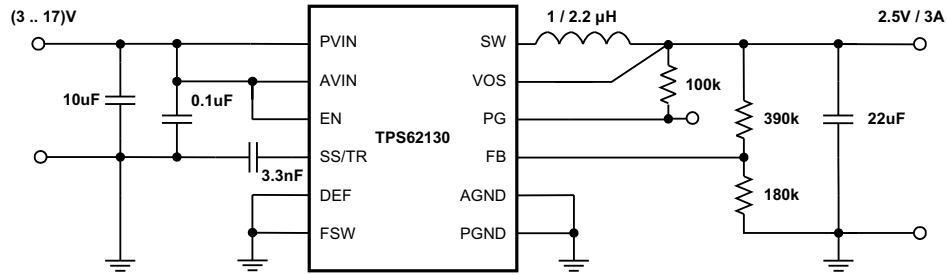 (3 .. 17)V
1 / 2.2 µH
2.5V / 3A
PVIN
SW
AVIN
VOS
10uF
0.1uF
100k
EN
PG
390k
22uF
TPS62130
SS/TR
FB
3.3nF
DEF
AGND
180k
FSW
PGND